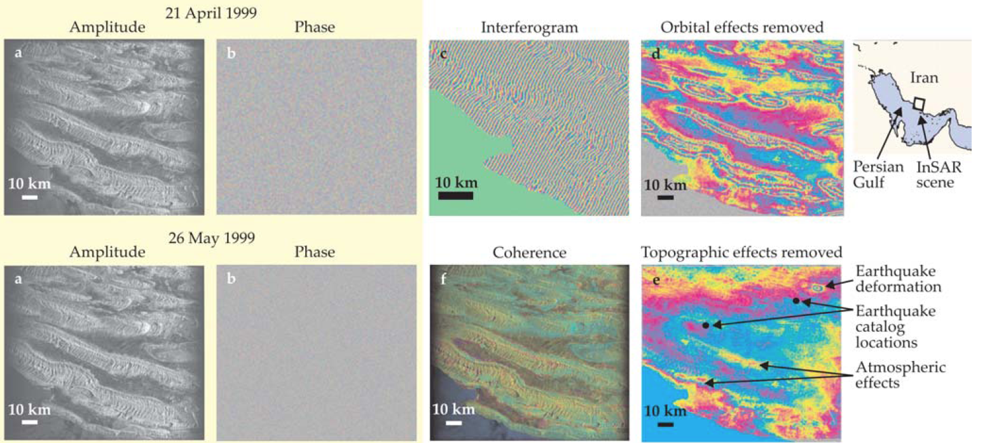 21 April 1999
Amplitude
Phase
Interferogram
Orbital effects removed
a
b
c
d
10 km
10 km
10 km
Iran
Persian
Gulf
InSAR
scene
26 May 1999
Amplitude
Phase
Coherence
Topographic effects removed
a
b
f
e
10 km
10 km
10 km
Earthquake
deformation
Earthquake
catalog
locations
Atmospheric
effects